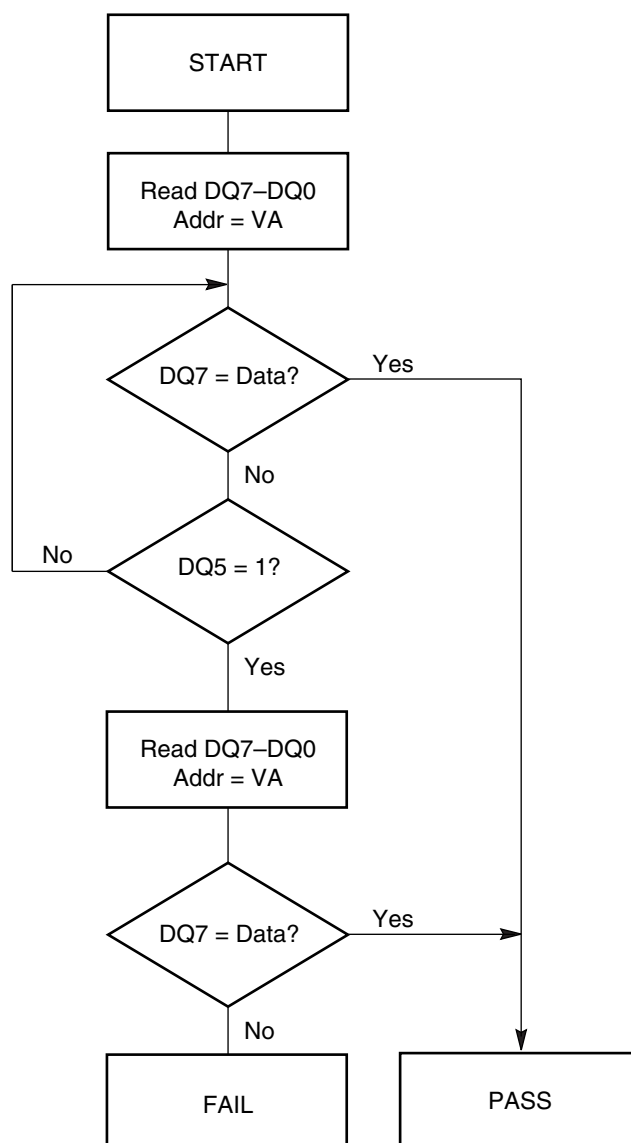 START
Read DQ7–DQ0
Addr = VA
DQ7 = Data?
Yes
No
DQ5 = 1?
No
Yes
Read DQ7–DQ0
Addr = VA
DQ7 = Data?
Yes
No
FAIL
PASS